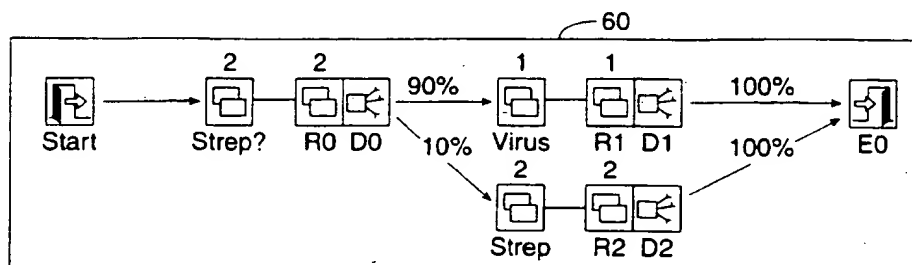 60
2 2 1 1
90% 100%
Start Strep? R0 D0 Virus R1 D1 E0
10% 100%
2 2
Strep R2 D2